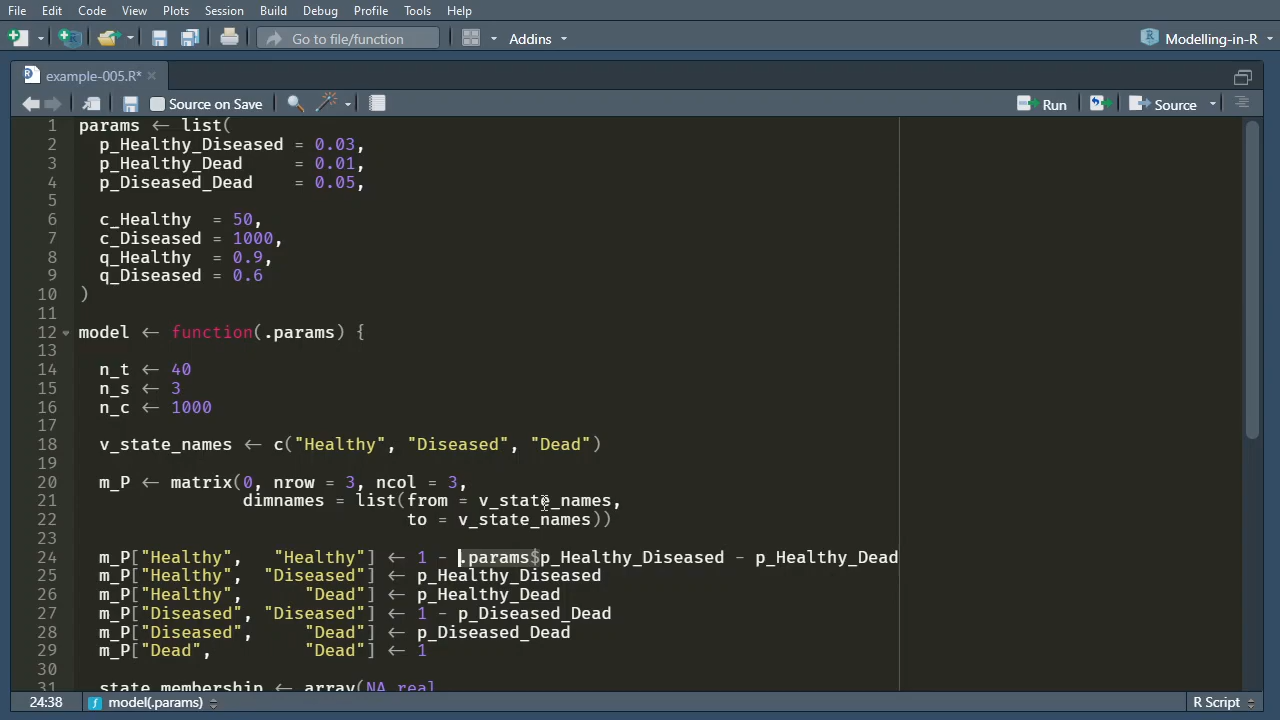 File Edit Code View Plots Session Build Debug Profile Tools Help
Go to file/function Addins Modelling-in-R
example-005.R*
Source on Save Run Source
1 params ← list(
2 p_Healthy_Diseased = 0.03,
3 p_Healthy_Dead = 0.01,
4 p_Diseased_Dead = 0.05,
5
6 c_Healthy = 50,
7 c_Diseased = 1000,
8 q_Healthy = 0.9,
9 q_Diseased = 0.6
10 )
11
12 model ← function(.params) {
13
14 n_t ← 40
15 n_s ← 3
16 n_c ← 1000
17
18 v_state_names ← c("Healthy", "Diseased", "Dead")
19
20 m_P ← matrix(0, nrow = 3, ncol = 3,
21 dimnames = list(from = v_state_names,
22 to = v_state_names))
23
24 m_P["Healthy", "Healthy"] ← 1 - .params$p_Healthy_Diseased - p_Healthy_Dead
25 m_P["Healthy", "Diseased"] ← p_Healthy_Diseased
26 m_P["Healthy", "Dead"] ← p_Healthy_Dead
27 m_P["Diseased", "Diseased"] ← 1 - p_Diseased_Dead
28 m_P["Diseased", "Dead"] ← p_Diseased_Dead
29 m_P["Dead", "Dead"] ← 1
30
31 state_membership ← array(NA_real_
24:38 model(.params) R Script